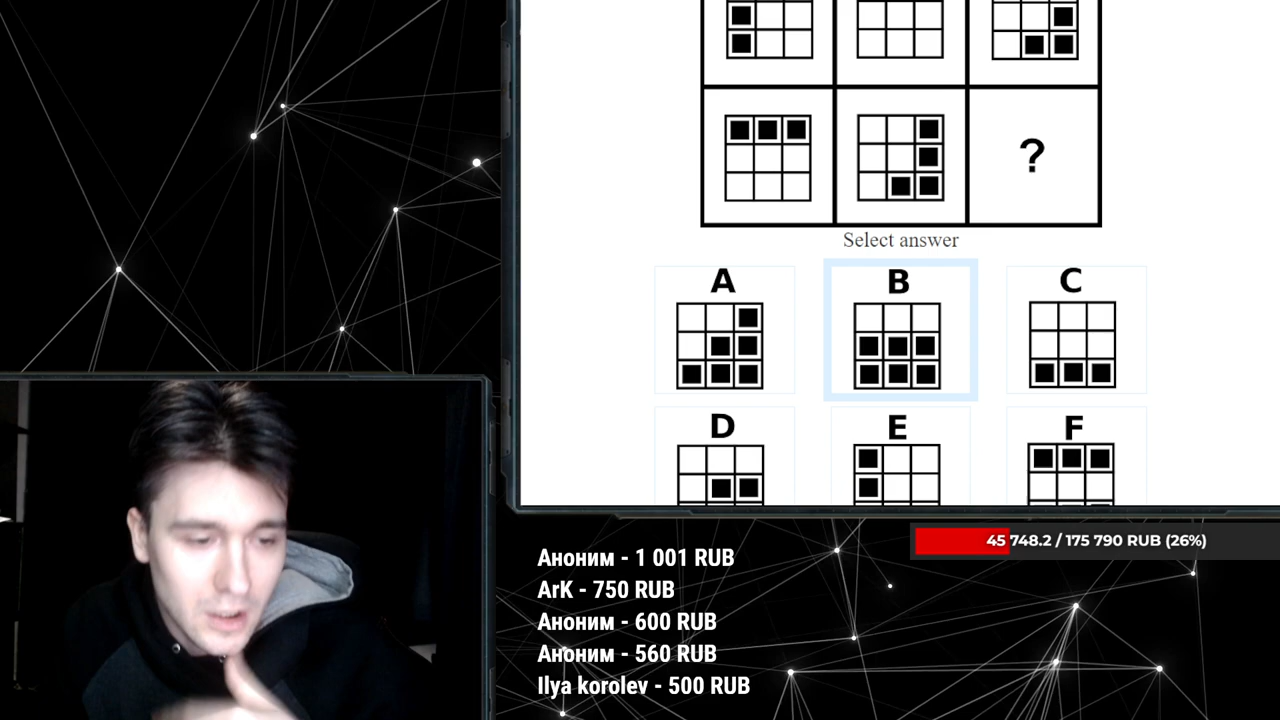 ?
Select answer
A B C
D E F
45 748.2 / 175 790 RUB (26%)
Аноним - 1 001 RUB
ArK - 750 RUB
Аноним - 600 RUB
Аноним - 560 RUB
Ilya korolev - 500 RUB